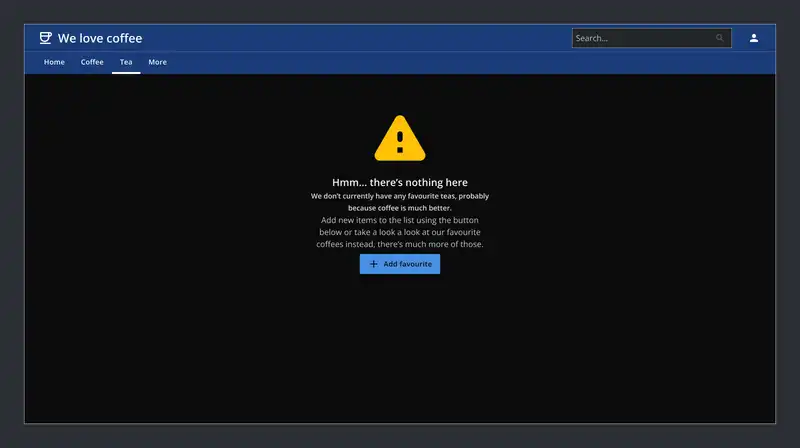 We love coffee
Search...
Home
Coffee
Tea
More
Hmm... there's nothing here
We don't currently have any favourite teas, probably
because coffee is much better.
Add new items to the list using the button
below or take a look a look at our favourite
coffees instead, there's much more of those.
Add favourite